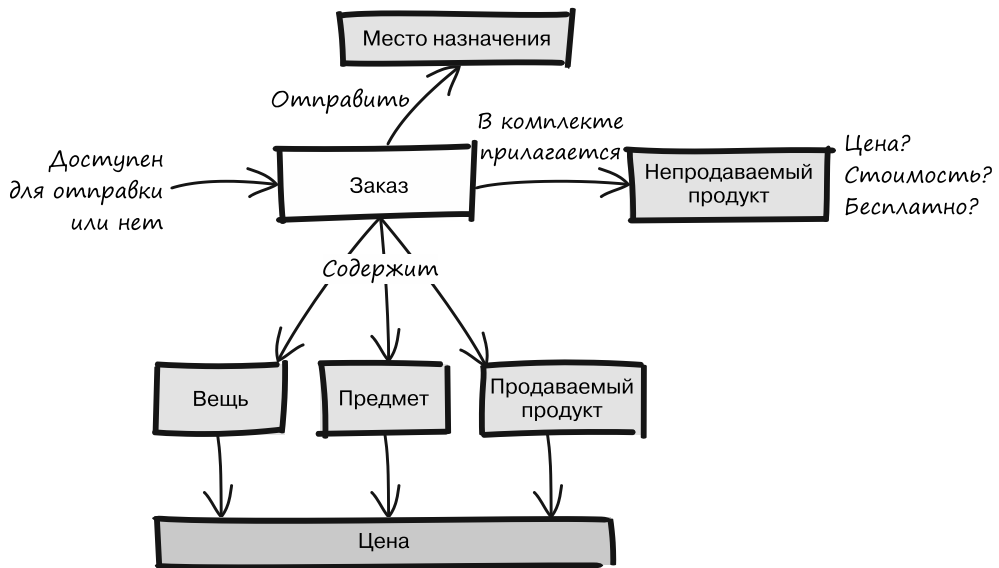 Место назначения
Отправить
В комплекте
прилагается
Доступен
для отправки
или нет
Заказ
Непродаваемый
продукт
Цена?
Стоимость?
Бесплатно?
Содержит
Вещь
Предмет
Продаваемый
продукт
Цена